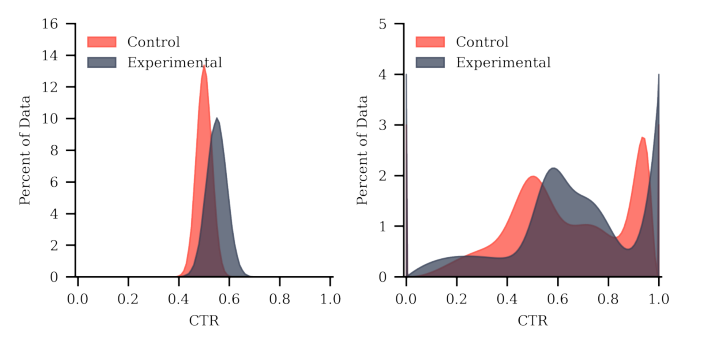 16
14
12
10
8
6
4
2
0
Percent of Data
Control
Experimental
0.0 0.2 0.4 0.6 0.8 1.0
CTR
5
4
3
2
1
0
Percent of Data
Control
Experimental
0.0 0.2 0.4 0.6 0.8 1.0
CTR